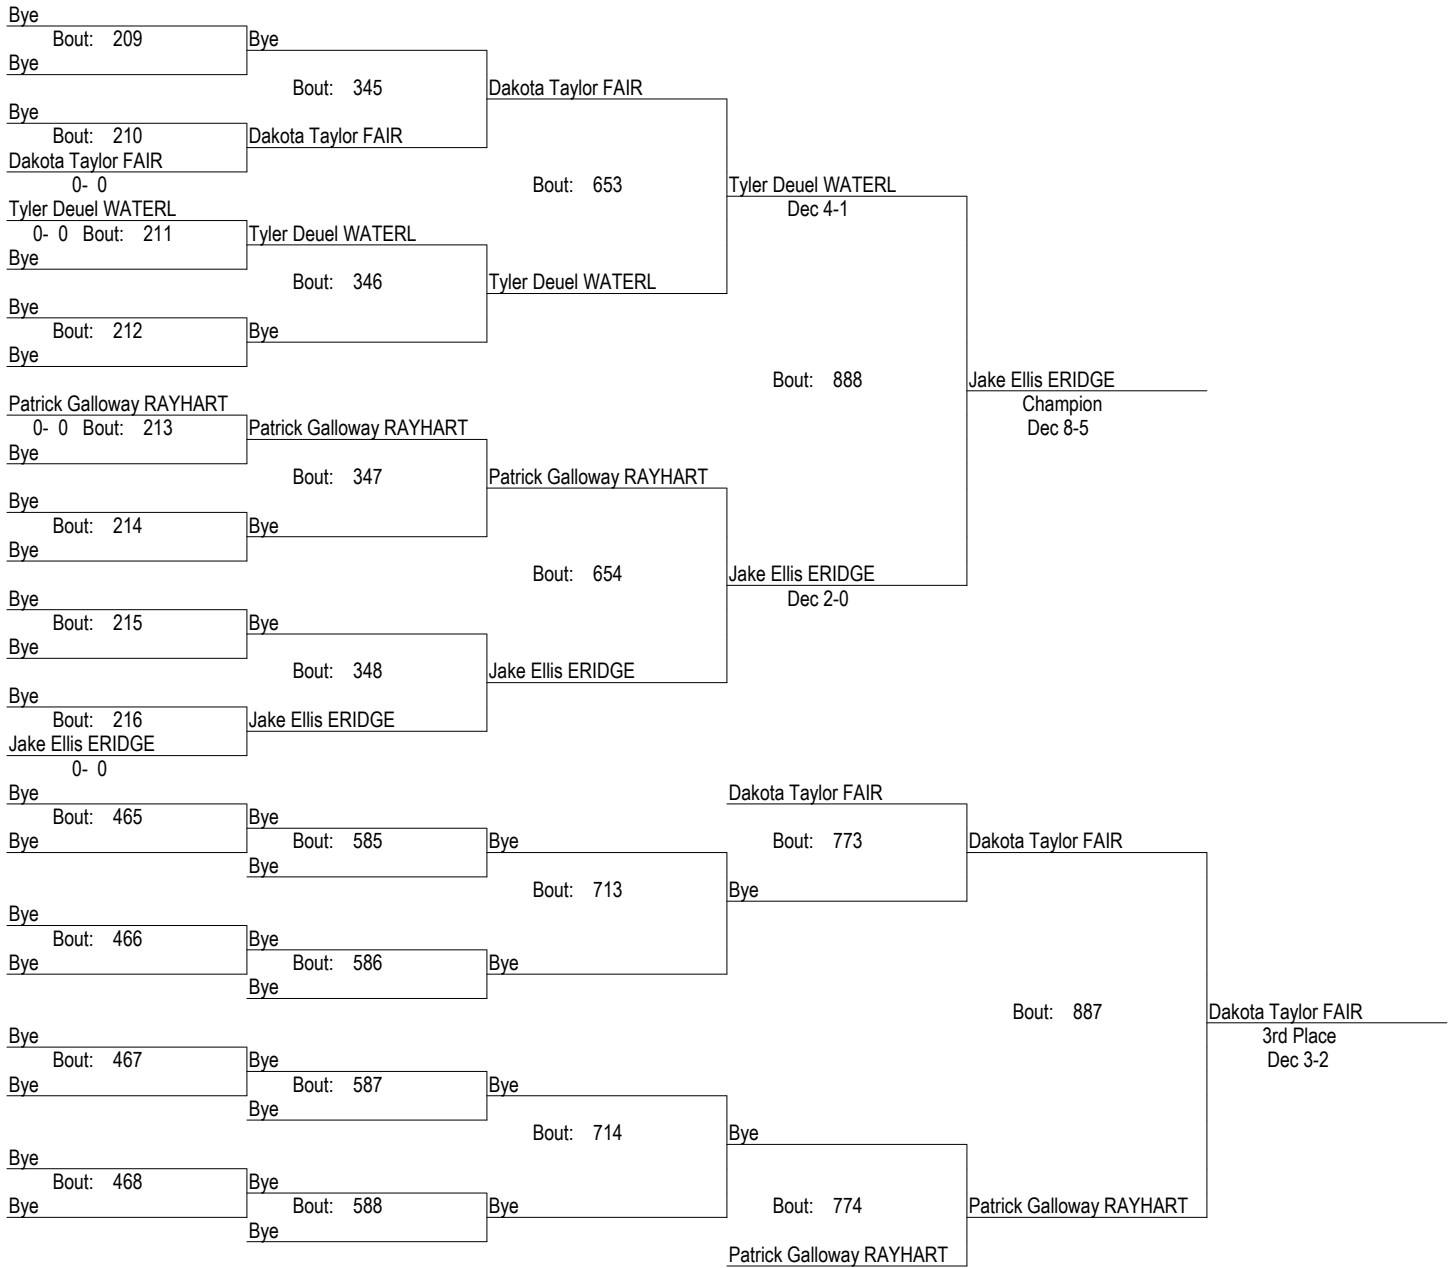 Bye
Bout: 209 Bye
Bye
Bout: 345 Dakota Taylor FAIR
Bye
Bout: 210 Dakota Taylor FAIR
Dakota Taylor FAIR
0- 0 Bout: 653 Tyler Deuel WATERL
Tyler Deuel WATERL Dec 4-1
0- 0 Bout: 211 Tyler Deuel WATERL
Bye
Bout: 346 Tyler Deuel WATERL
Bye
Bout: 212 Bye
Bye
Bout: 888 Jake Ellis ERIDGE
Patrick Galloway RAYHART Champion
0- 0 Bout: 213 Patrick Galloway RAYHART Dec 8-5
Bye
Bout: 347 Patrick Galloway RAYHART
Bye
Bout: 214 Bye
Bye
Bout: 654 Jake Ellis ERIDGE
Bye Dec 2-0
Bout: 215 Bye
Bye
Bout: 348 Jake Ellis ERIDGE
Bye
Bout: 216 Jake Ellis ERIDGE
Jake Ellis ERIDGE
0- 0
Bye Dakota Taylor FAIR
Bout: 465 Bye
Bye Bout: 585 Bye Bout: 773 Dakota Taylor FAIR
Bye
Bout: 713 Bye
Bye
Bout: 466 Bye
Bye Bout: 586 Bye
Bye
Bout: 887 Dakota Taylor FAIR
Bye 3rd Place
Bout: 467 Bye Dec 3-2
Bye Bout: 587 Bye
Bye
Bout: 714 Bye
Bye
Bout: 468 Bye
Bye Bout: 588 Bye Bout: 774 Patrick Galloway RAYHART
Bye
Patrick Galloway RAYHART